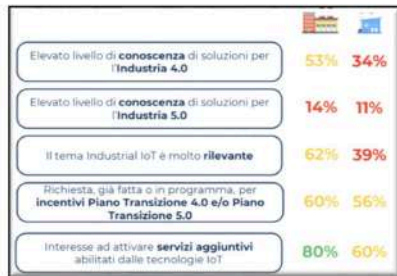 Elevato livello di conoscenza di soluzioni per
l'Industria 4.0
53% 34%
Elevato livello di conoscenza di soluzioni per
l'Industria 5.0
14% 11%
Il tema Industrial IoT è molto rilevante
62% 39%
Richiesta, già fatta o in programma, per
incentivi Piano Transizione 4.0 e/o Piano
Transizione 5.0
60% 56%
Interesse ad attivare servizi aggiuntivi
abilitati dalle tecnologie IoT
80% 60%